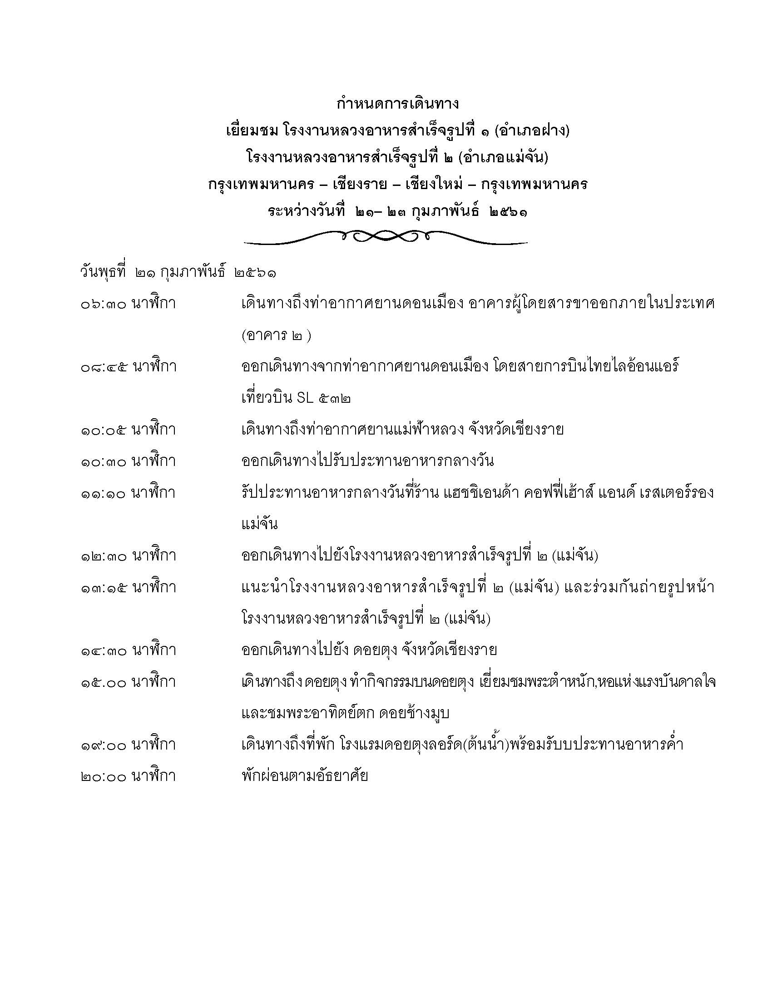 กำหนดการเดินทาง
เยี่ยมชม โรงงานหลวงอาหารสำเร็จรูปที่ ๑ (อำเภอฝาง)
โรงงานหลวงอาหารสำเร็จรูปที่ ๒ (อำเภอแม่จัน)
กรุงเทพมหานคร – เชียงราย – เชียงใหม่ – กรุงเทพมหานคร
ระหว่างวันที่ ๒๑– ๒๓ กุมภาพันธ์ ๒๕๖๑
วันพุธที่ ๒๑ กุมภาพันธ์ ๒๕๖๑
๐๖:๓๐ นาฬิกา เดินทางถึงท่าอากาศยานดอนเมือง อาคารผู้โดยสารขาออกภายในประเทศ
(อาคาร ๒ )
๐๘:๔๕ นาฬิกา ออกเดินทางจากท่าอากาศยานดอนเมือง โดยสายการบินไทยไลอ้อนแอร์
เที่ยวบิน SL ๕๓๒
๑๐:๐๕ นาฬิกา เดินทางถึงท่าอากาศยานแม่ฟ้าหลวง จังหวัดเชียงราย
๑๐:๓๐ นาฬิกา ออกเดินทางไปรับประทานอาหารกลางวัน
๑๑:๑๐ นาฬิกา รัปประทานอาหารกลางวันที่ร้าน แฮชชิเอนด้า คอฟฟี่เฮ้าส์ แอนด์ เรสเตอร์รอง
แม่จัน
๑๒:๓๐ นาฬิกา ออกเดินทางไปยังโรงงานหลวงอาหารสำเร็จรูปที่ ๒ (แม่จัน)
๑๓:๑๕ นาฬิกา แนะนำโรงงานหลวงอาหารสำเร็จรูปที่ ๒ (แม่จัน) และร่วมกันถ่ายรูปหน้า
โรงงานหลวงอาหารสำเร็จรูปที่ ๒ (แม่จัน)
๑๔:๓๐ นาฬิกา ออกเดินทางไปยัง ดอยตุง จังหวัดเชียงราย
๑๕.๐๐ นาฬิกา เดินทางถึง ดอยตุง ทำกิจกรรมบนดอยตุง เยี่ยมชมพระตำหนัก,หอแห่งแรงบันดาลใจ
และชมพระอาทิตย์ตก ดอยช้างมูบ
๑๙:๐๐ นาฬิกา เดินทางถึงที่พัก โรงแรมดอยตุงลอร์ด(ต้นน้ำ)พร้อมรับบประทานอาหารค่ำ
๒๐:๐๐ นาฬิกา พักผ่อนตามอัธยาศัย